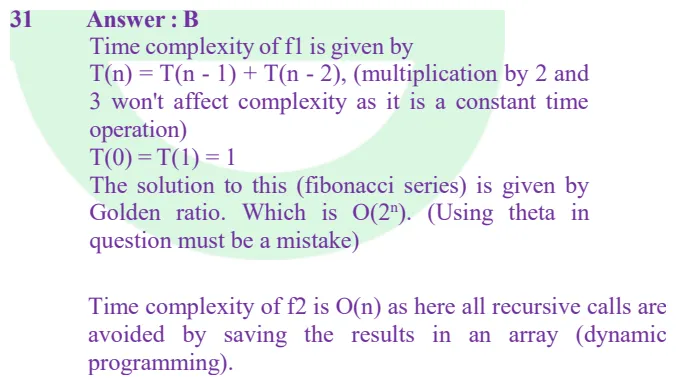 31 Answer : B
Time complexity of f1 is given by
T(n) = T(n - 1) + T(n - 2), (multiplication by 2 and
3 won't affect complexity as it is a constant time
operation)
T(0) = T(1) = 1
The solution to this (fibonacci series) is given by
Golden ratio. Which is O(2ⁿ). (Using theta in
question must be a mistake)
Time complexity of f2 is O(n) as here all recursive calls are
avoided by saving the results in an array (dynamic
programming).